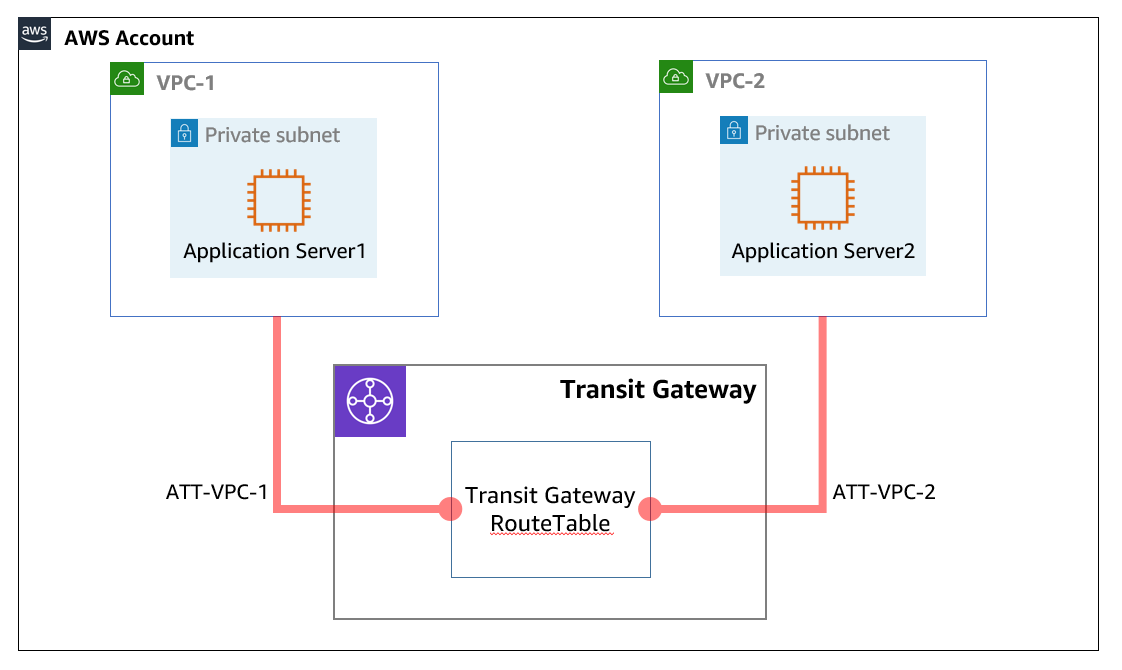 aws
AWS Account
VPC-1
VPC-2
Private subnet
Private subnet
Application Server1
Application Server2
Transit Gateway
ATT-VPC-1
Transit Gateway
RouteTable
ATT-VPC-2